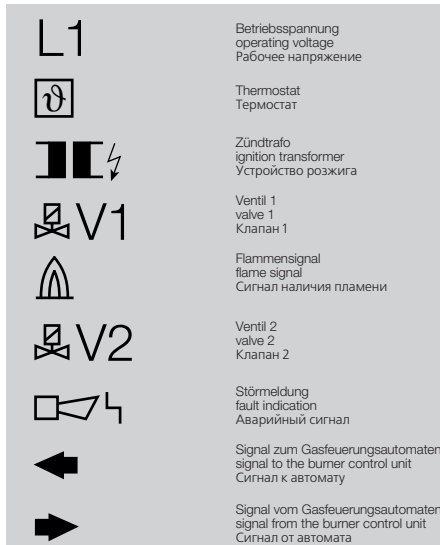 L1
Betriebsspannung
operating voltage
Рабочее напряжение
ϑ
Thermostat
Термостат
Zündtrafo
ignition transformer
Устройство розжига
V1
Ventil 1
valve 1
Клапан 1
Flammensignal
flame signal
Сигнал наличия пламени
V2
Ventil 2
valve 2
Клапан 2
Störmeldung
fault indication
Аварийный сигнал
Signal zum Gasfeuerungsautomaten
signal to the burner control unit
Сигнал к автомату
Signal vom Gasfeuerungsautomaten
signal from the burner control unit
Сигнал от автомата